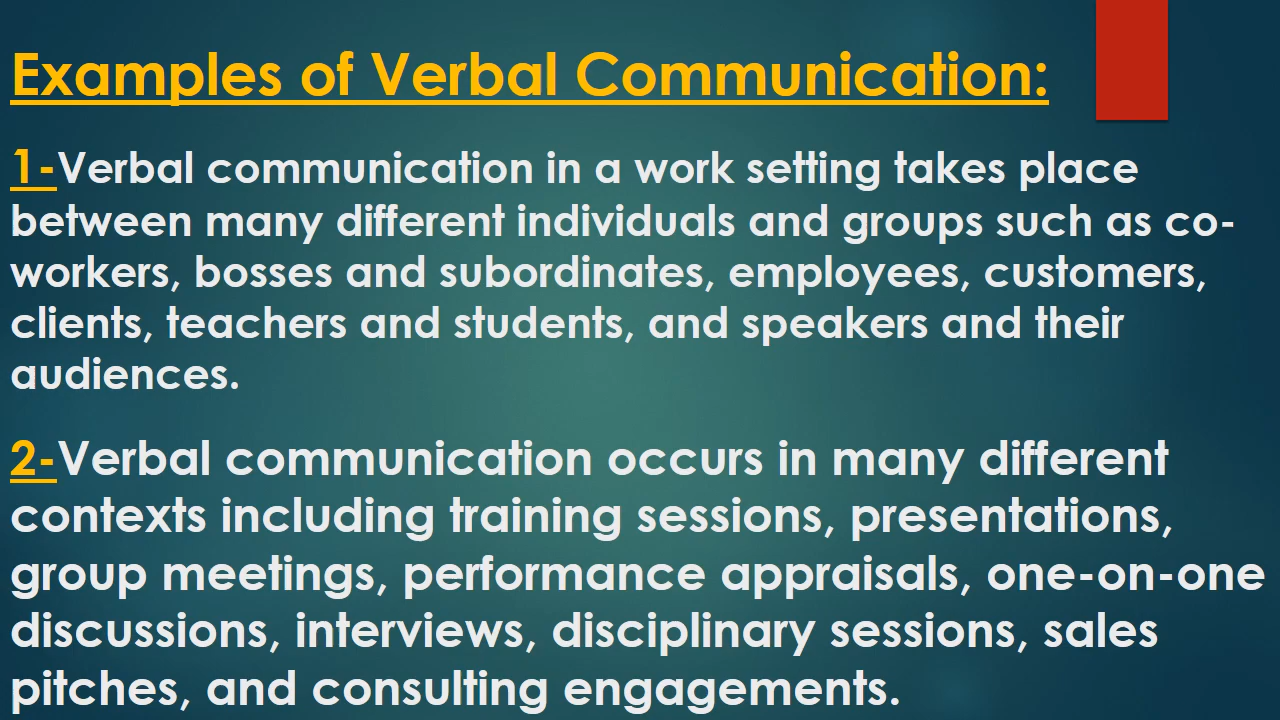 Examples of Verbal Communication:
1-Verbal communication in a work setting takes place
between many different individuals and groups such as co-
workers, bosses and subordinates, employees, customers,
clients, teachers and students, and speakers and their
audiences.
2-Verbal communication occurs in many different
contexts including training sessions, presentations,
group meetings, performance appraisals, one-on-one
discussions, interviews, disciplinary sessions, sales
pitches, and consulting engagements.